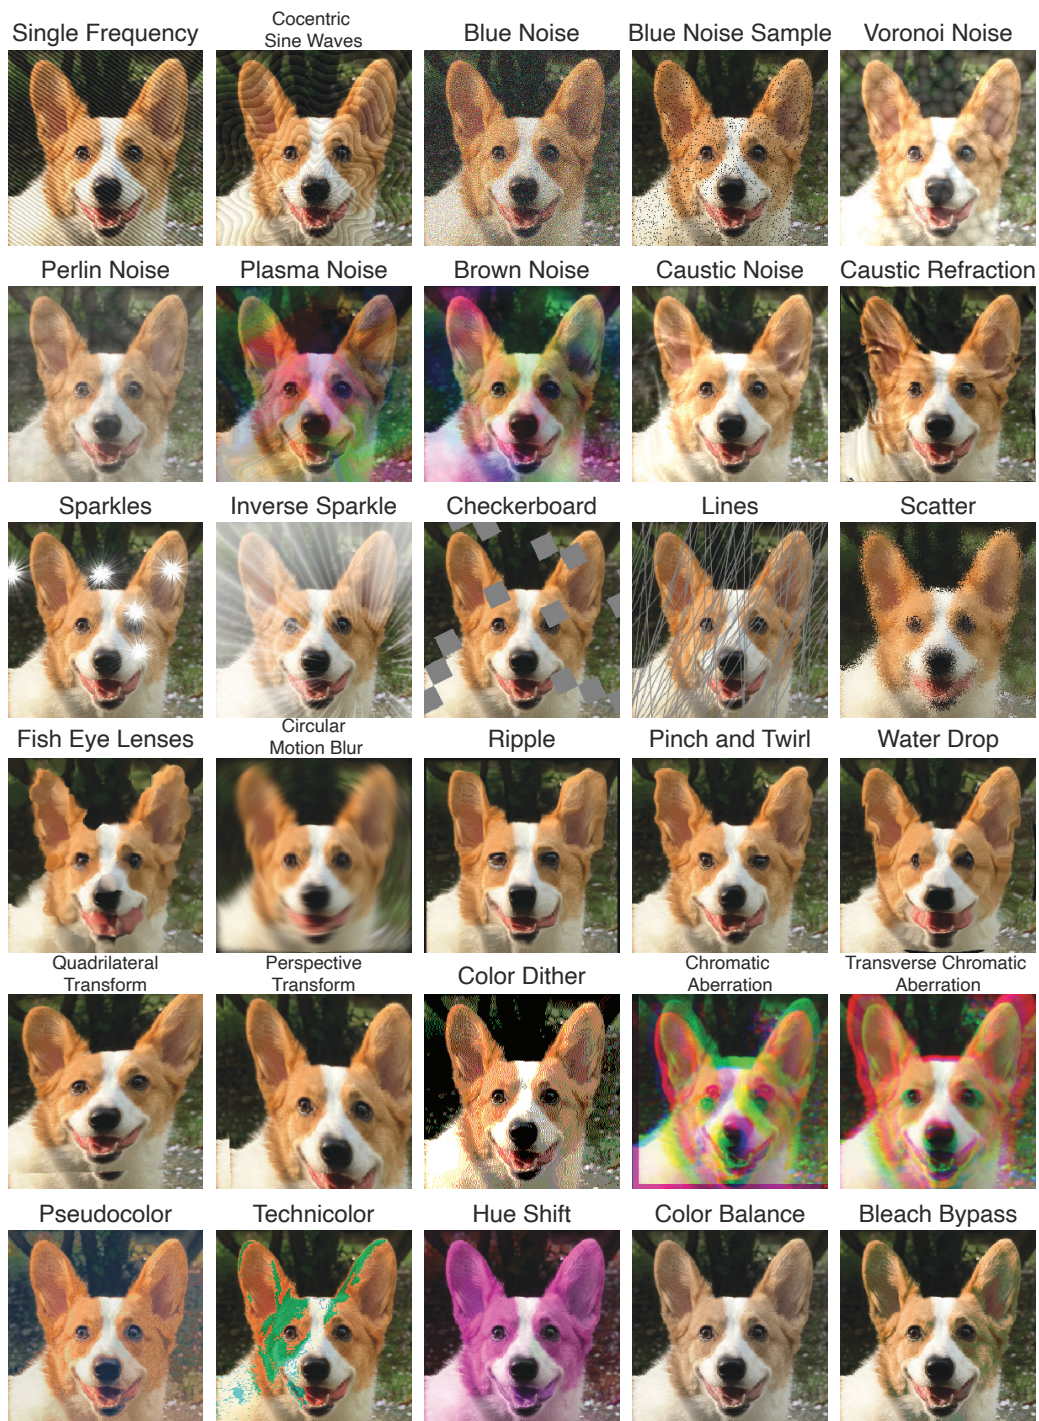 Single Frequency
Cocentric
Sine Waves
Blue Noise
Blue Noise Sample
Voronoi Noise
Perlin Noise
Plasma Noise
Brown Noise
Caustic Noise
Caustic Refraction
Sparkles
Inverse Sparkle
Checkerboard
Lines
Scatter
Fish Eye Lenses
Circular
Motion Blur
Ripple
Pinch and Twirl
Water Drop
Quadrilateral
Transform
Perspective
Transform
Color Dither
Chromatic
Aberration
Transverse Chromatic
Aberration
Pseudocolor
Technicolor
Hue Shift
Color Balance
Bleach Bypass